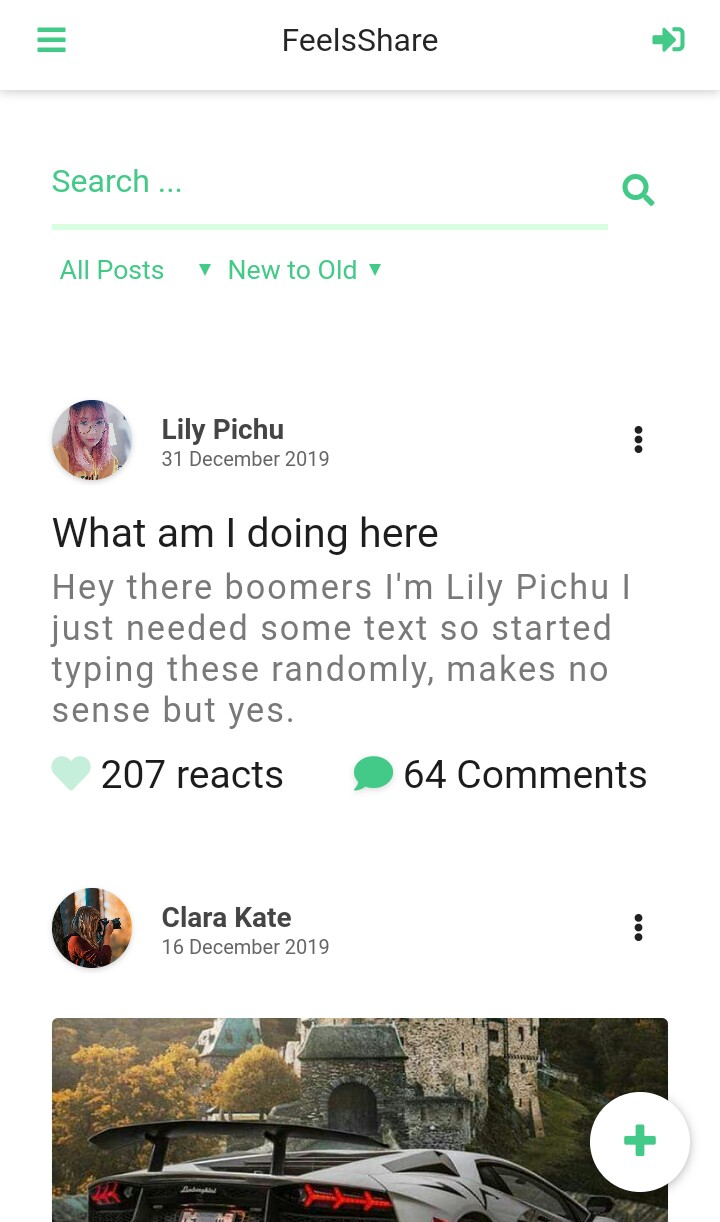 FeelsShare
Search ...
All Posts ▼ New to Old ▼
Lily Pichu
31 December 2019
What am I doing here
Hey there boomers I'm Lily Pichu I
just needed some text so started
typing these randomly, makes no
sense but yes.
207 reacts 64 Comments
Clara Kate
16 December 2019
Lamborghini